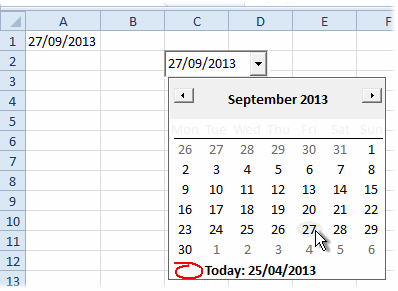 A B C D E F
1 27/09/2013
2 27/09/2013
3
4 September 2013
5
6 Mon Tue Wed Thu Fri Sat Sun
7 26 27 28 29 30 31 1
8 2 3 4 5 6 7 8
9 9 10 11 12 13 14 15
10 16 17 18 19 20 21 22
11 23 24 25 26 27 28 29
12 30 1 2 3 4 5 6
13 Today: 25/04/2013